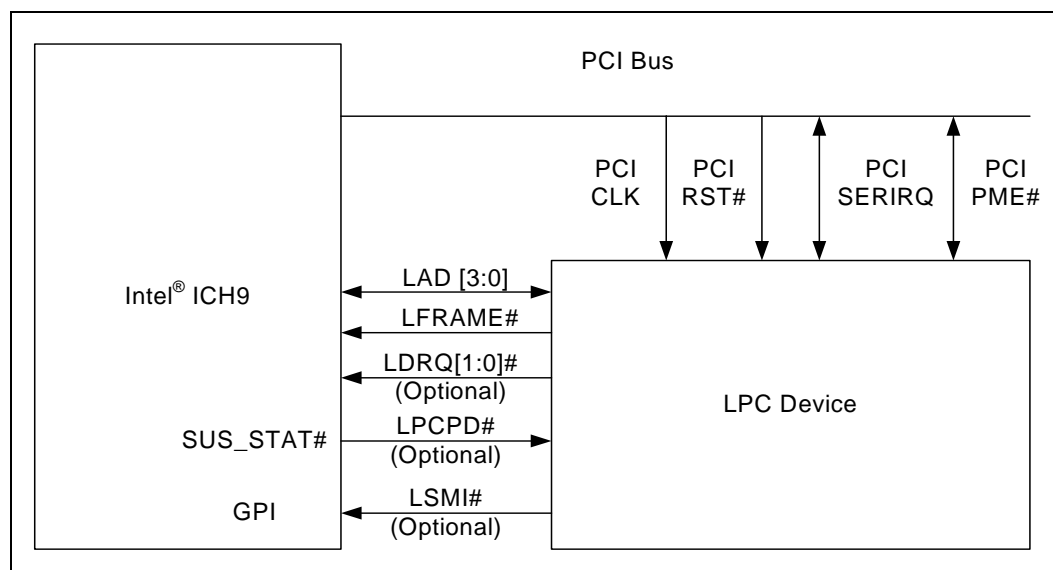 PCI Bus
PCI CLK
PCI RST#
PCI SERIRQ
PCI PME#
Intel® ICH9
LAD [3:0]
LFRAME#
LDRQ[1:0]#
(Optional)
SUS_STAT#
LPCPD#
(Optional)
GPI
LSMI#
(Optional)
LPC Device